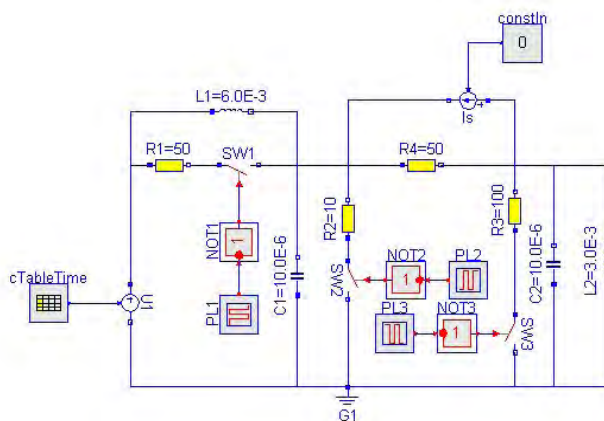 constIn
0
L1=6.0E-3
Is
R1=50
SW1
R4=50
R2=10
R3=100
NOT1
1
cTableTime
U1
PL1
C1=10.0E-6
SW2
NOT2
1
PL2
PL3
NOT3
1
SW3
C2=10.0E-6
L2=3.0E-3
G1